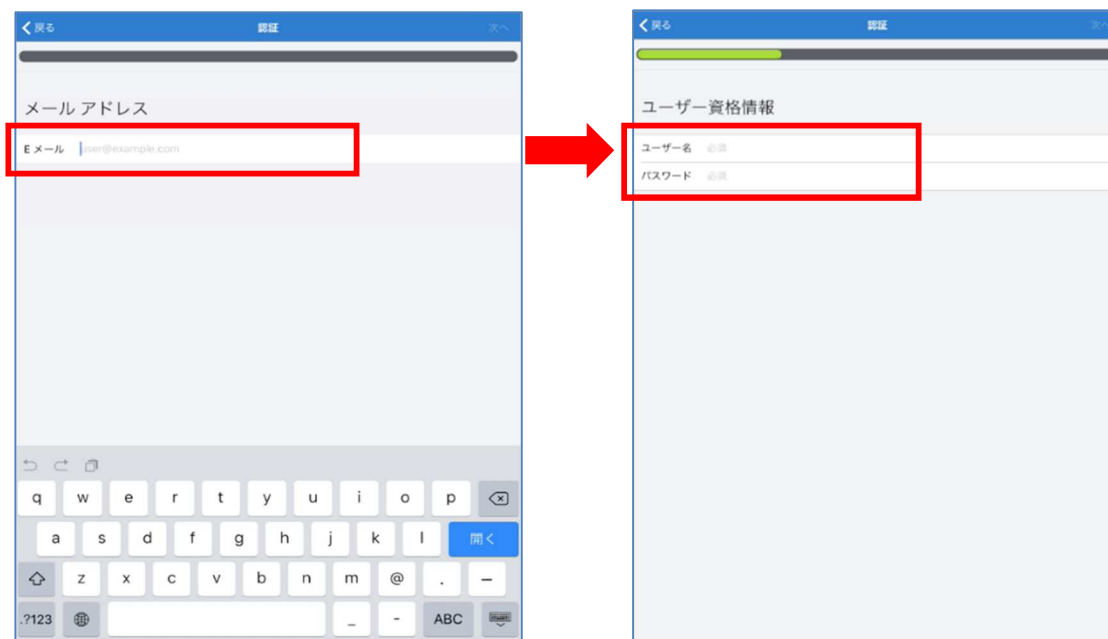 戻る 認証 次へ
メール アドレス
E メール user@example.com
q w e r t y u i o p
a s d f g h j k l 開く
z x c v b n m @ . –
.?123 _ - ABC
戻る 認証 次へ
ユーザー資格情報
ユーザー名 必須
パスワード 必須